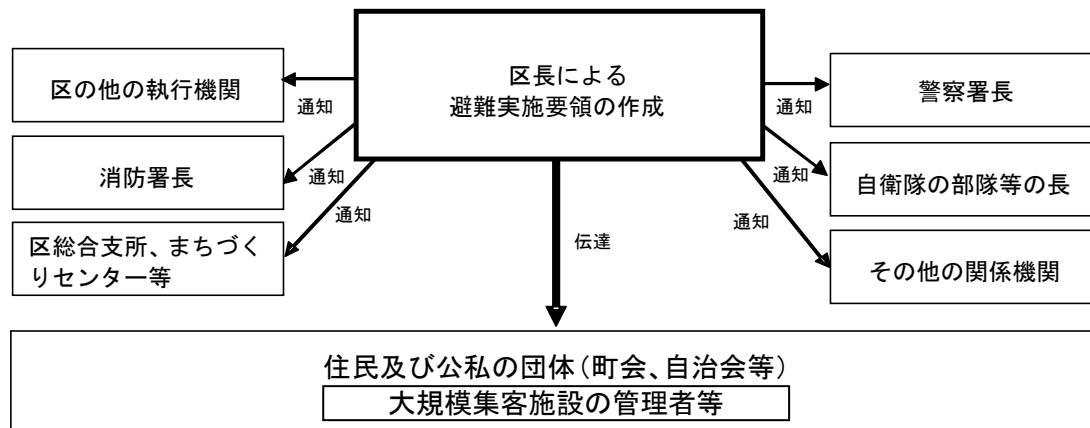 区長による
避難実施要領の作成
区の他の執行機関
通知
消防署長
通知
区総合支所、まちづく
りセンター等
通知
警察署長
通知
自衛隊の部隊等の長
通知
その他の関係機関
通知
伝達
住民及び公私の団体（町会、自治会等）
大規模集客施設の管理者等